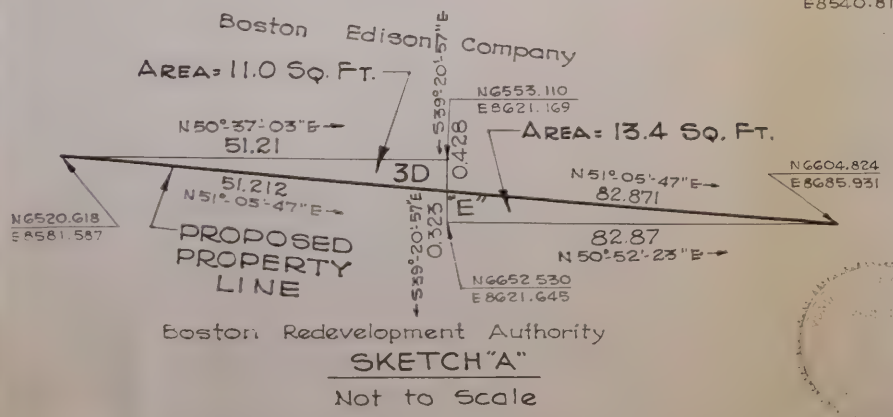 E8540.81
Boston Edison Company
AREA= 11.0 SQ. FT.
S39°-20'-57"E
N6553.110
E8621.169
N50°-37'-03"E
51.21
0.428
AREA= 13.4 SQ. FT.
3D
N51°-05'-47"E
82.871
N6604.824
E8685.931
51.212
N51°-05'-47"E
N6520.618
E8581.587
"E"
S39°-20'-57"E
0.323
82.87
N50°-52'-23"E
PROPOSED
PROPERTY
LINE
N6652.530
E8621.645
Boston Redevelopment Authority
SKETCH "A"
Not to Scale